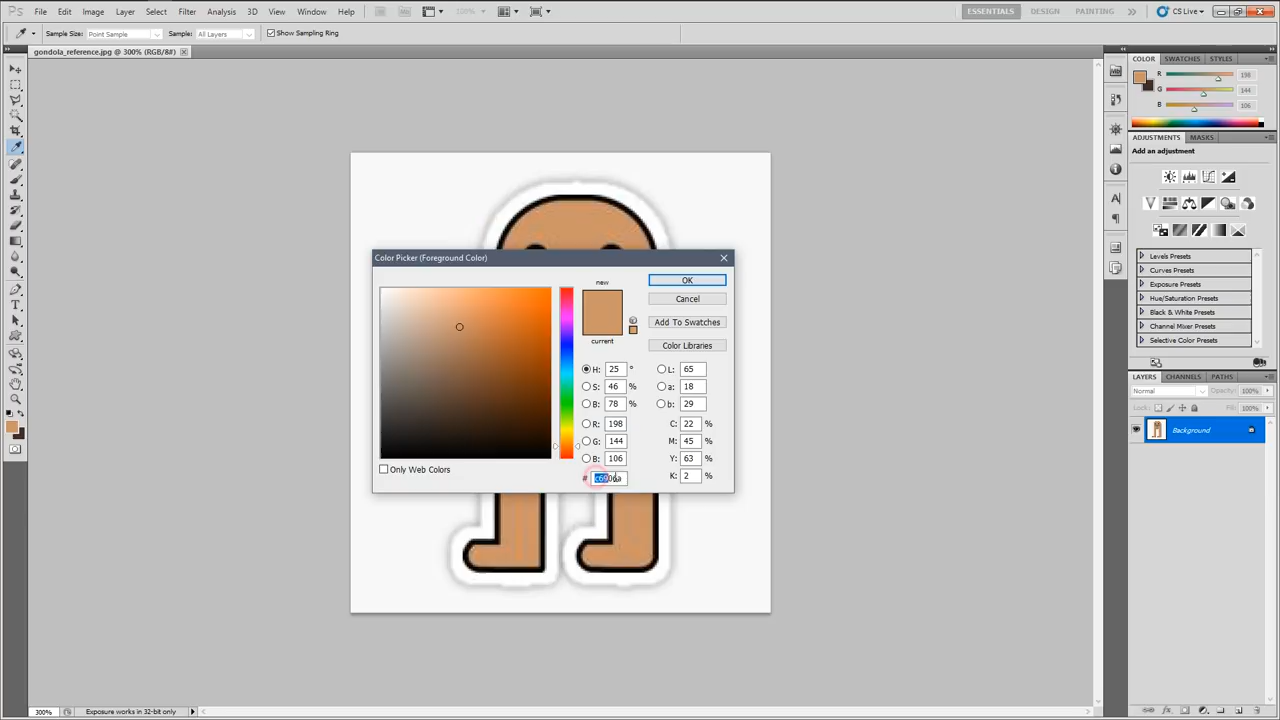 Ps File Edit Image Layer Select Filter Analysis 3D View Window Help 100% ESSENTIALS DESIGN PAINTING CS Live
Sample Size: Point Sample Sample: All Layers Show Sampling Ring
gondola_reference.jpg @ 300% (RGB/8#)
COLOR SWATCHES STYLES
R 198
G 144
B 106
ADJUSTMENTS MASKS
Add an adjustment
Levels Presets
Curves Presets
Exposure Presets
Hue/Saturation Presets
Black & White Presets
Channel Mixer Presets
Selective Color Presets
LAYERS CHANNELS PATHS
Normal Opacity: 100%
Lock: Fill: 100%
Background
Color Picker (Foreground Color)
new
current
OK
Cancel
Add To Swatches
Color Libraries
H: 25 ° L: 65
S: 46 % a: 18
B: 78 % b: 29
R: 198 C: 22 %
G: 144 M: 45 %
B: 106 Y: 63 %
# K: 2 %
Only Web Colors
300% Exposure works in 32-bit only